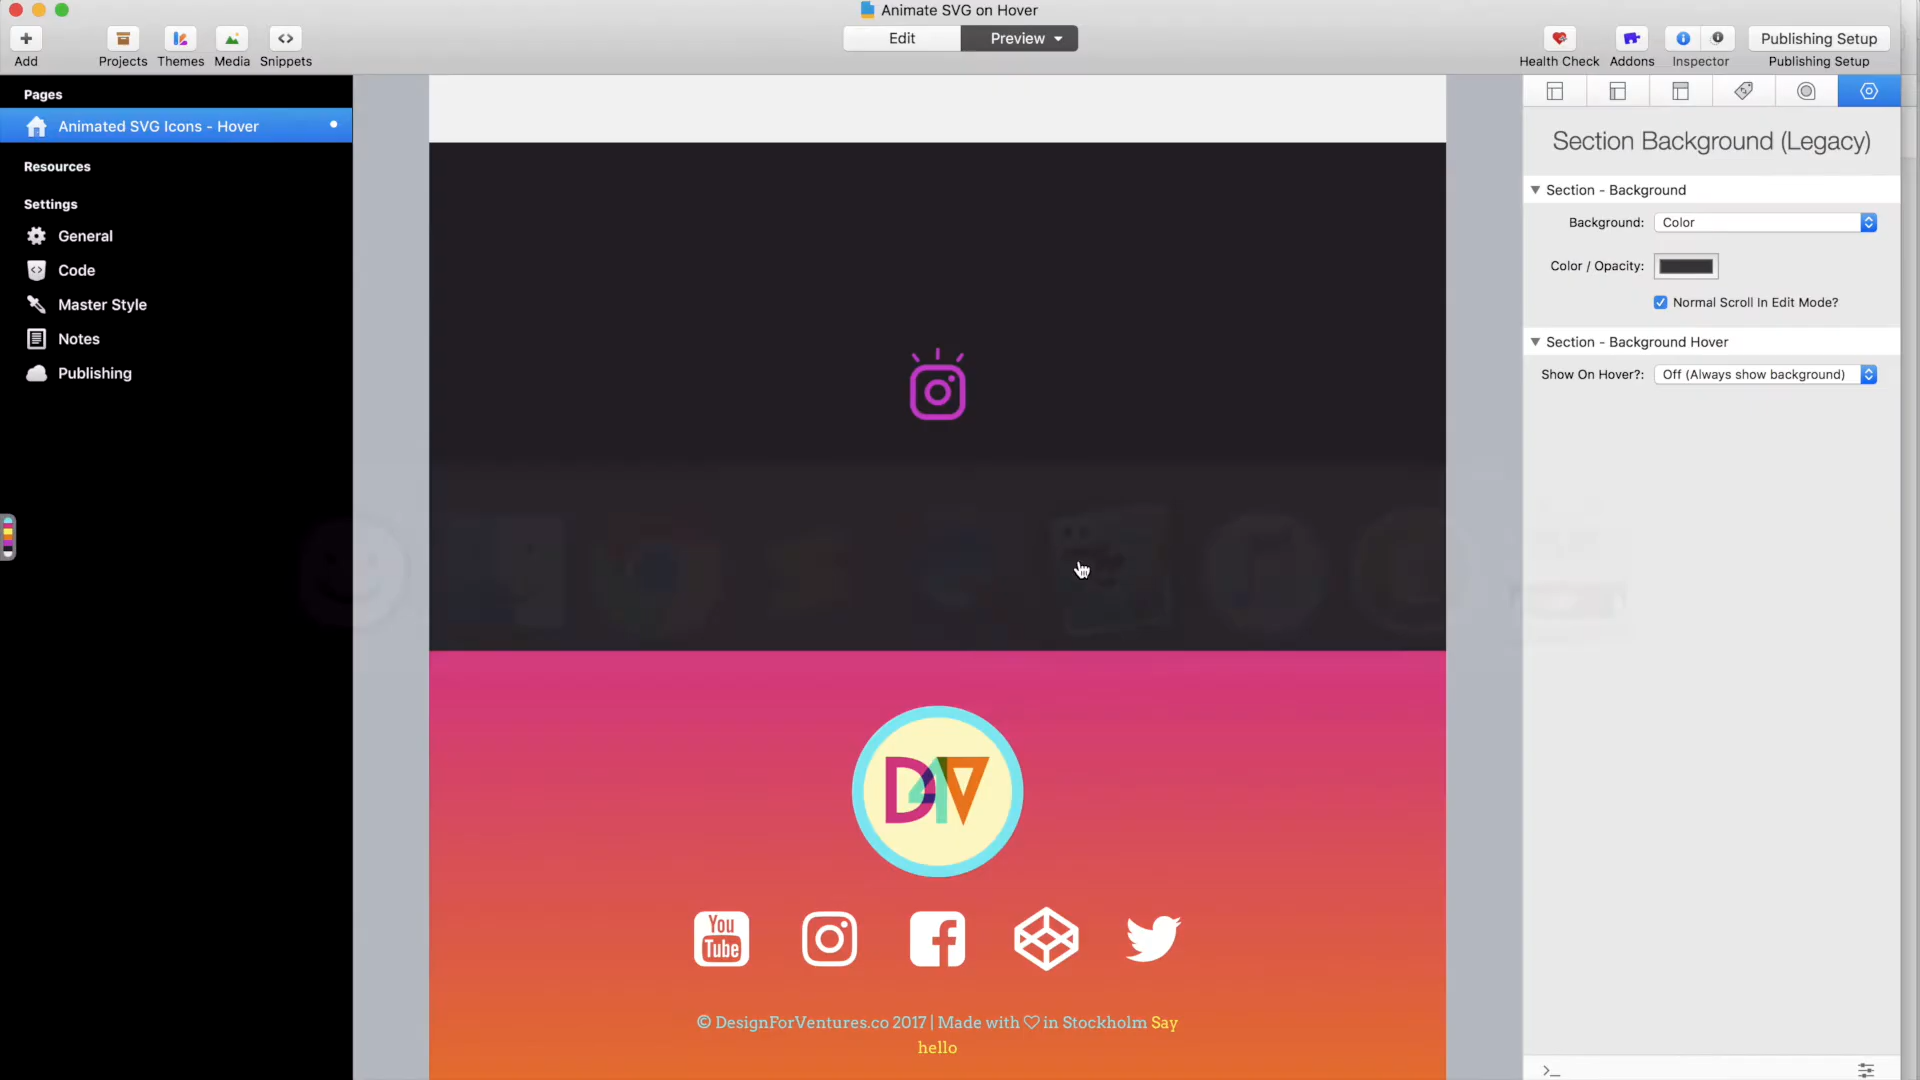 Animate SVG on Hover
Edit
Preview
Publishing Setup
Add
Projects
Themes
Media
Snippets
Health Check
Addons
Inspector
Publishing Setup
Pages
Animated SVG Icons - Hover
Resources
Settings
General
Code
Master Style
Notes
Publishing
Section Background (Legacy)
Section - Background
Background:
Color
Color / Opacity:
Normal Scroll In Edit Mode?
Section - Background Hover
Show On Hover?:
Off (Always show background)
D4V
You
Tube
© DesignForVentures.co 2017 | Made with ♡ in Stockholm Say
hello